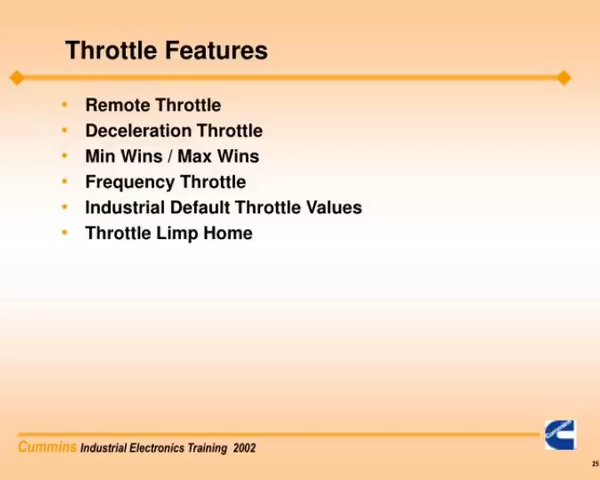 Throttle Features
• Remote Throttle
• Deceleration Throttle
• Min Wins / Max Wins
• Frequency Throttle
• Industrial Default Throttle Values
• Throttle Limp Home
Cummins Industrial Electronics Training 2002
Cummins
25